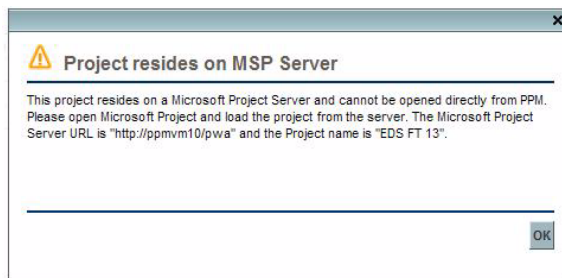 Project resides on MSP Server
This project resides on a Microsoft Project Server and cannot be opened directly from PPM.
Please open Microsoft Project and load the project from the server. The Microsoft Project
Server URL is "http://ppmvm10/pwa" and the Project name is "EDS FT 13".
OK